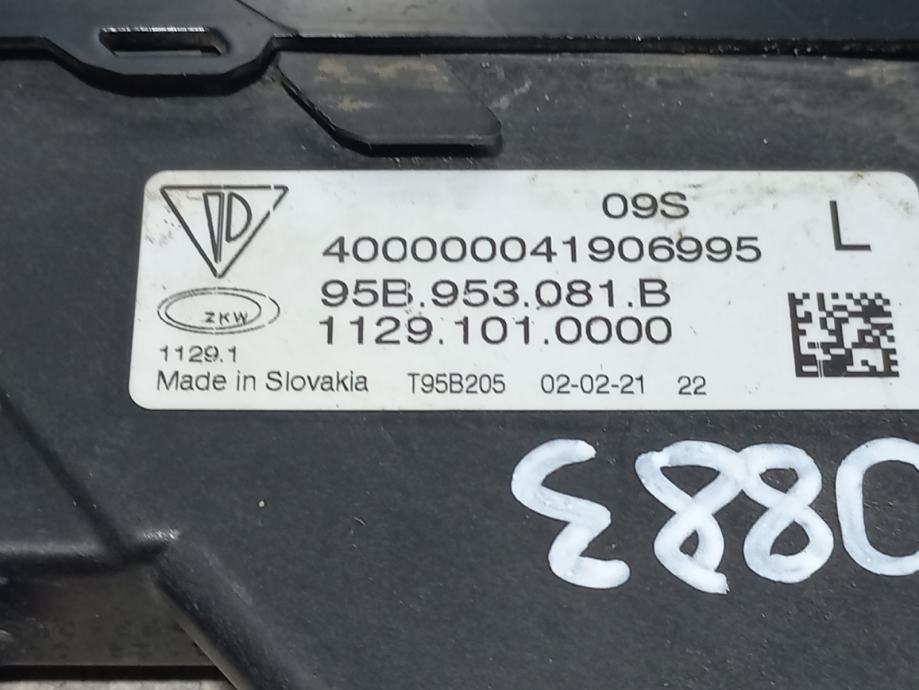 09S
L
400000041906995
95B.953.081.B
ZKW
1129.101.0000
1129.1
Made in Slovakia T95B205 02-02-21 22
3880